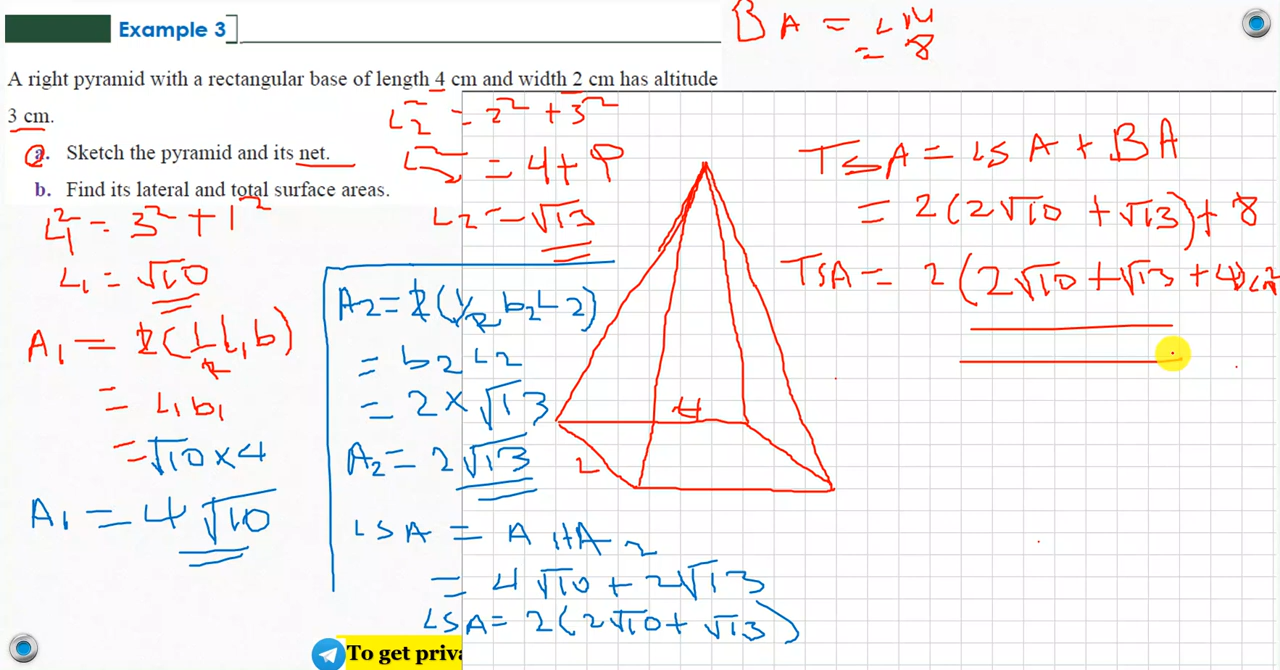 Example 3
A right pyramid with a rectangular base of length 4 cm and width 2 cm has altitude
3 cm.
a. Sketch the pyramid and its net.
b. Find its lateral and total surface areas.
BA =
= 8
L₂² = 2² + 3²
= 4 + 9
L₂ = √13
L₁² = 3² + 1²
L₁ = √10
A₁ = 2(½ L₁b)
= L₁b₁
= √10 × 4
A₁ = 4√10
A₂ = 2(½ b₂L₂)
= b₂L₂
= 2 × √13
A₂ = 2√13
LSA = A₁ + A₂
= 4√10 + 2√13
LSA = 2(2√10 + √13)
4
2
TSA = LSA + BA
= 2(2√10 + √13) + 8
TSA = 2(2√10 + √13 + 4)cm²
To get priva